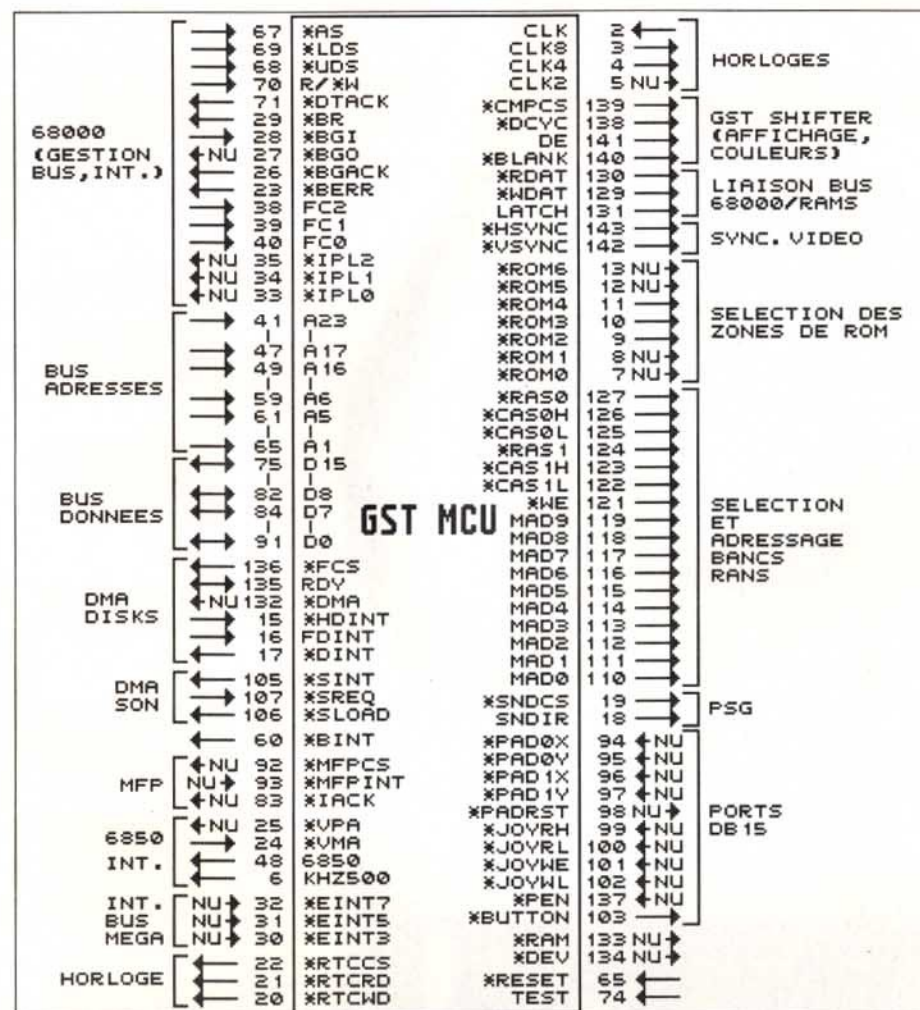 68000
(GESTION
BUS,INT.)
67 *AS
69 *LDS
68 *UDS
70 R/*W
71 *DTACK
29 *BR
28 *BGI
NU 27 *BGO
26 *BGACK
23 *BERR
38 FC2
39 FC1
40 FC0
NU 35 *IPL2
NU 34 *IPL1
NU 33 *IPL0
BUS
ADRESSES
41 A23
47 A17
49 A16
59 A6
61 A5
65 A1
BUS
DONNEES
75 D15
82 D8
84 D7
91 D0
DMA
DISKS
136 *FCS
135 RDY
NU 132 *DMA
15 *HDINT
16 FDINT
17 *DINT
DMA
SON
105 *SINT
107 *SREQ
106 *SLOAD
60 *BINT
MFP
NU 92 *MFPCS
NU 93 *MFPINT
NU 83 *IACK
6850
INT.
NU 25 *VPA
24 *VMA
48 6850
6 KHZ500
INT.
BUS
MEGA
NU 32 *EINT7
NU 31 *EINT5
NU 30 *EINT3
HORLOGE
22 *RTCCS
21 *RTCRD
20 *RTCWD
GST MCU
CLK 2
CLK8 3
CLK4 4
CLK2 5 NU
HORLOGES
*CMPCS 139
*DCYC 138
DE 141
*BLANK 140
GST SHIFTER
(AFFICHAGE,
COULEURS)
*RDAT 130
*WDAT 129
LATCH 131
LIAISON BUS
68000/RAMS
*HSYNC 143
*VSYNC 142
SYNC. VIDEO
*ROM6 13 NU
*ROM5 12 NU
*ROM4 11
*ROM3 10
*ROM2 9
*ROM1 8 NU
*ROM0 7 NU
SELECTION DES
ZONES DE ROM
*RAS0 127
*CAS0H 126
*CAS0L 125
*RAS1 124
*CAS1H 123
*CAS1L 122
*WE 121
MAD9 119
MAD8 118
MAD7 117
MAD6 116
MAD5 115
MAD4 114
MAD3 113
MAD2 112
MAD1 111
MAD0 110
SELECTION
ET
ADRESSAGE
BANCS
RANS
*SNDCS 19
SNDIR 18
PSG
*PAD0X 94 NU
*PAD0Y 95 NU
*PAD1X 96 NU
*PAD1Y 97 NU
*PADRST 98 NU
*JOYRH 99 NU
*JOYRL 100 NU
*JOYWE 101 NU
*JOYWL 102 NU
*PEN 137 NU
*BUTTON 103
PORTS
DB15
*RAM 133 NU
*DEV 134 NU
*RESET 65
TEST 74